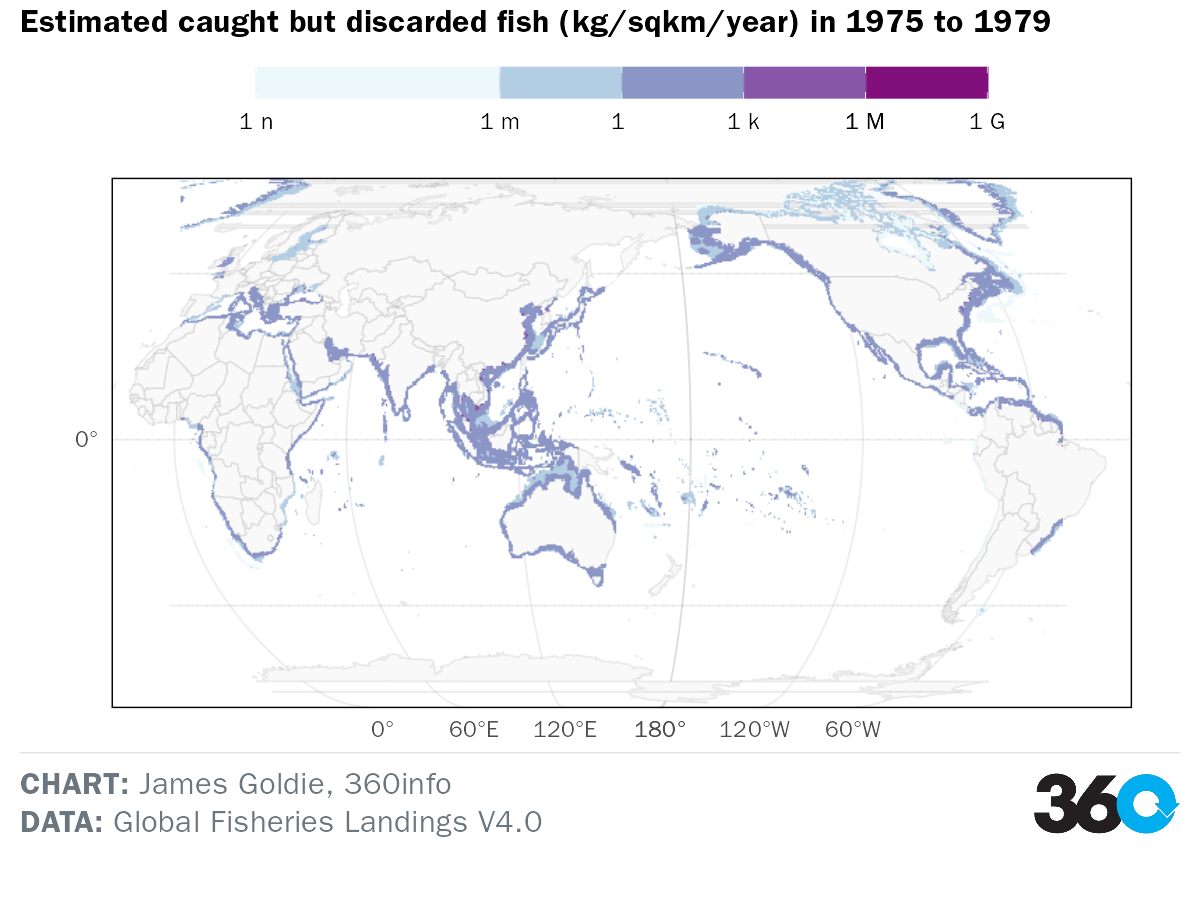 Estimated caught but discarded fish (kg/sqkm/year) in 1975 to 1979
1 n 1 m 1 1 k 1 M 1 G
0°
0° 60°E 120°E 180° 120°W 60°W
CHART: James Goldie, 360info
DATA: Global Fisheries Landings V4.0
360